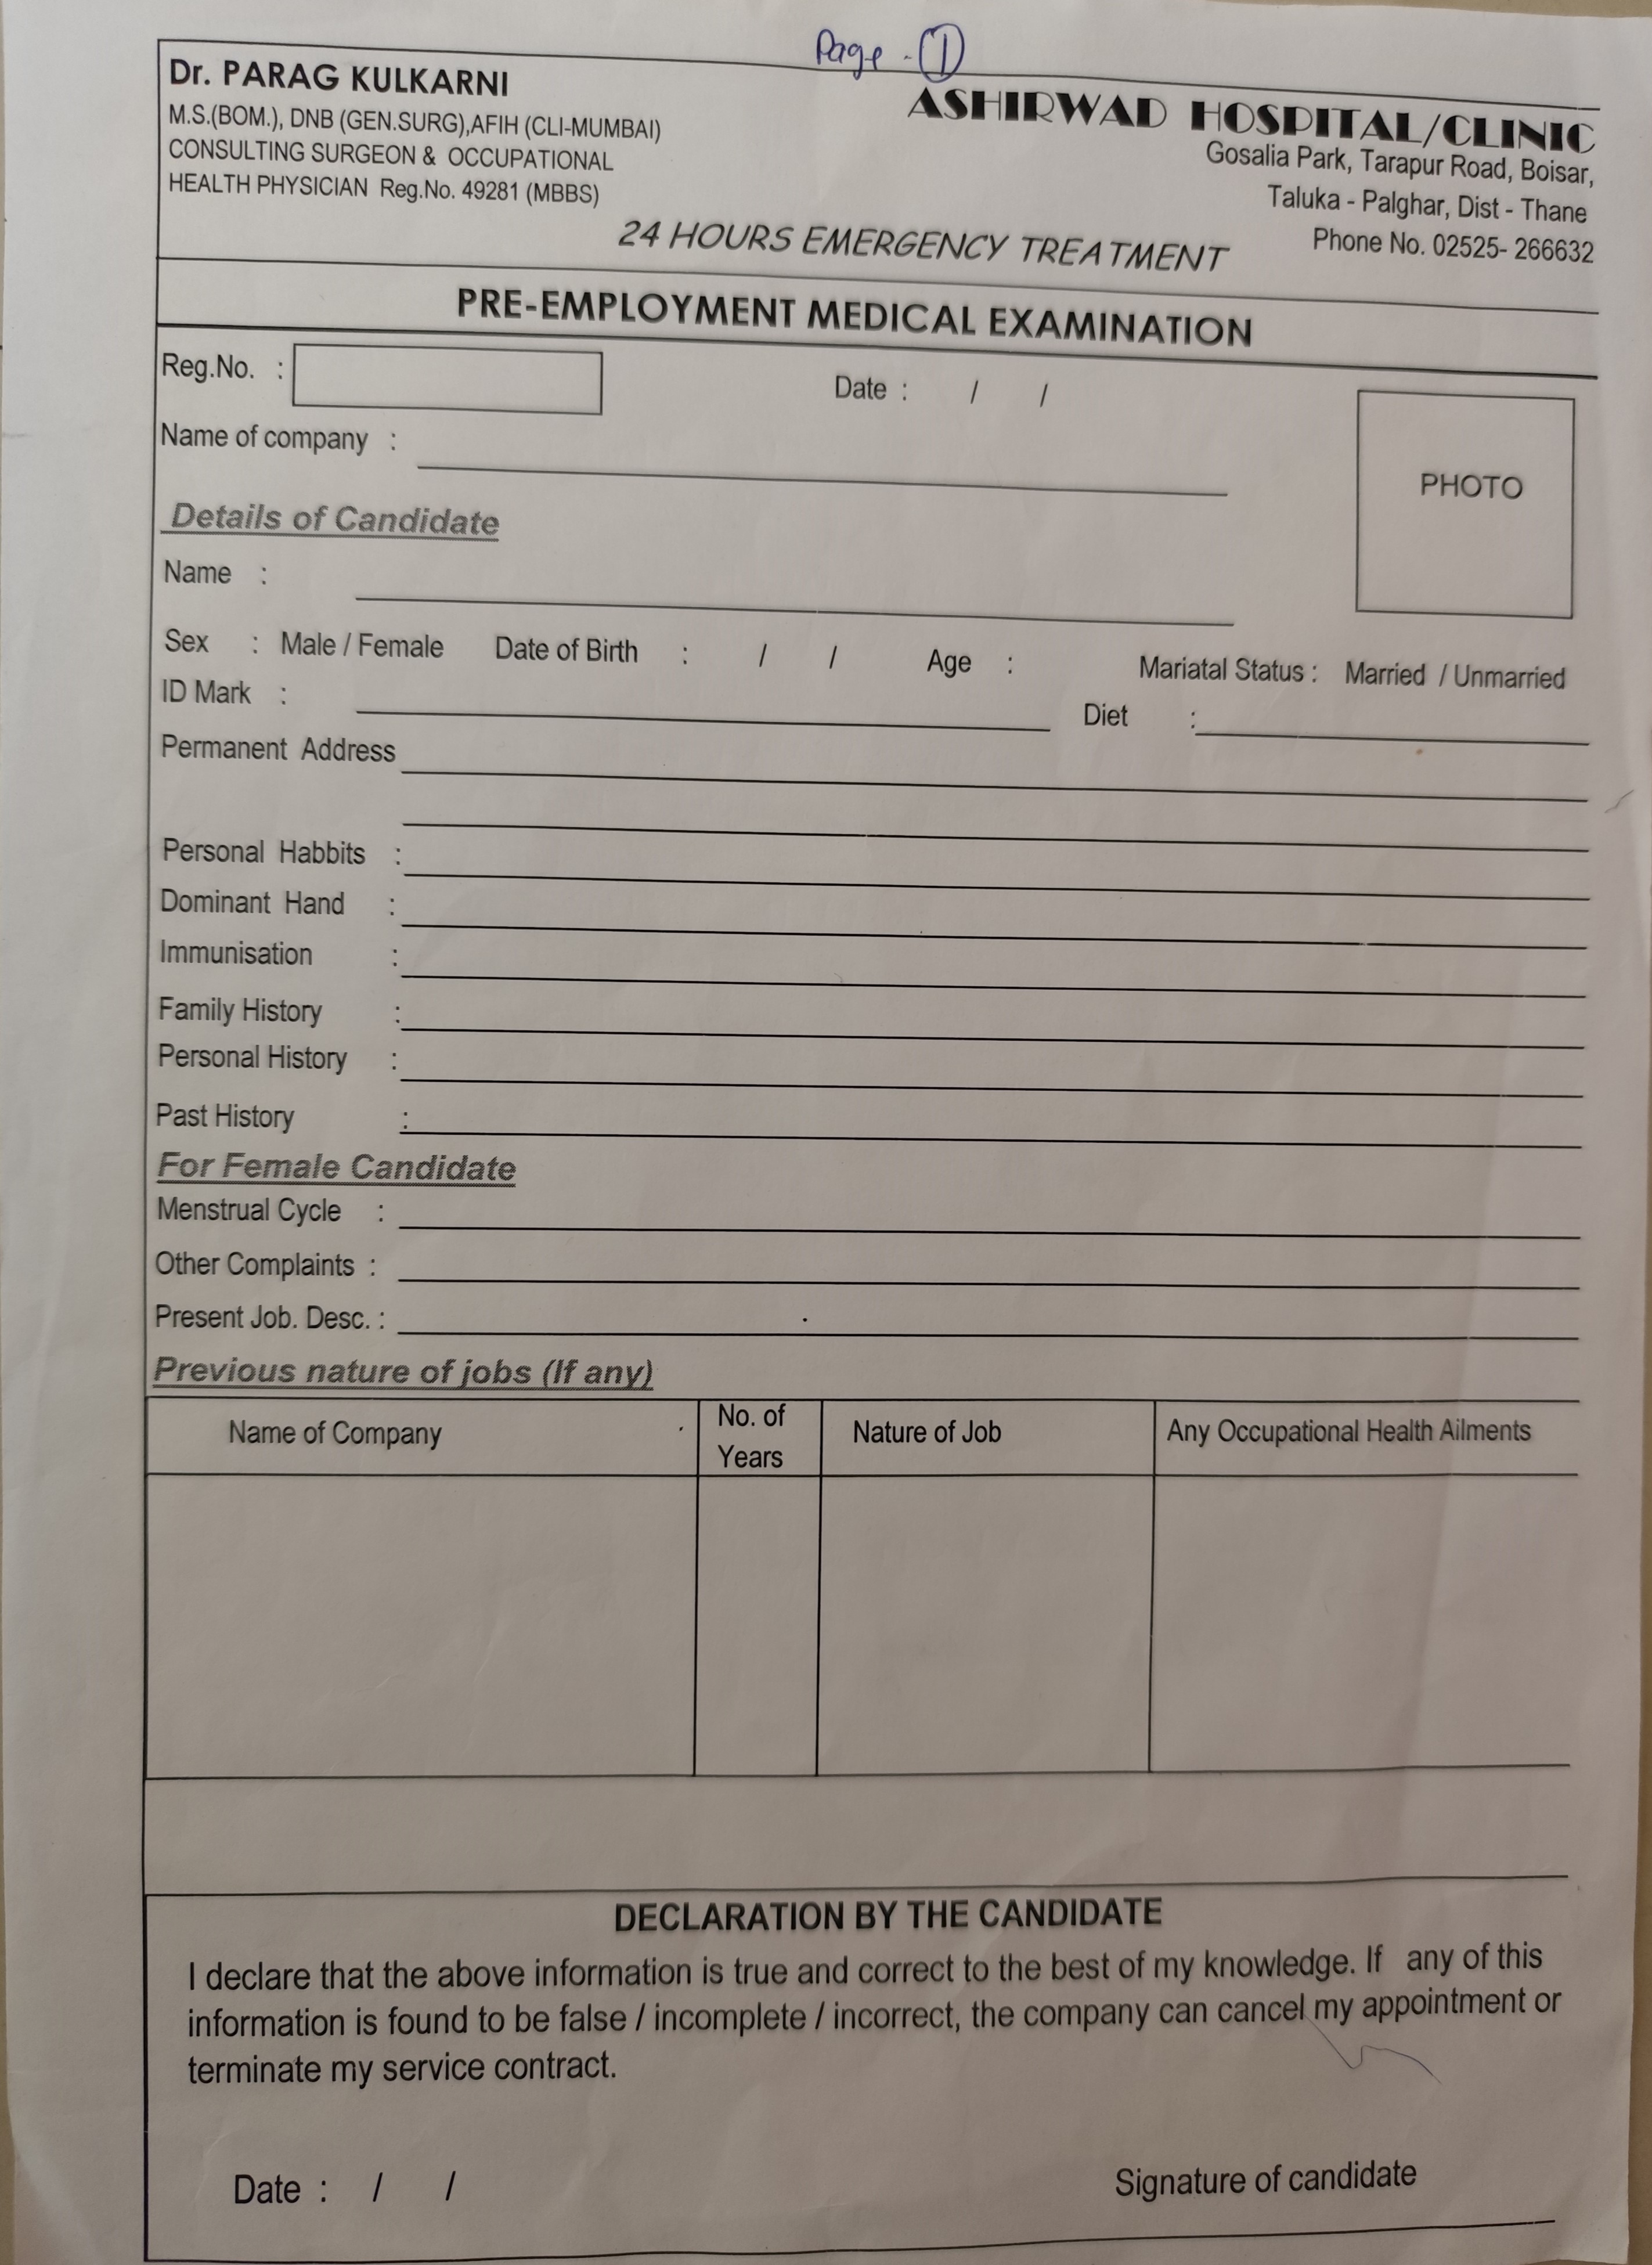 Page - 1
Dr. PARAG KULKARNI
M.S.(BOM.), DNB (GEN.SURG),AFIH (CLI-MUMBAI)
CONSULTING SURGEON & OCCUPATIONAL
HEALTH PHYSICIAN Reg.No. 49281 (MBBS)
ASHIRWAD HOSPITAL/CLINIC
Gosalia Park, Tarapur Road, Boisar,
Taluka - Palghar, Dist - Thane
Phone No. 02525- 266632
24 HOURS EMERGENCY TREATMENT
PRE-EMPLOYMENT MEDICAL EXAMINATION
Reg.No. :
Date : / /
PHOTO
Name of company :
Details of Candidate
Name :
Sex : Male / Female Date of Birth : / / Age : Mariatal Status : Married / Unmarried
ID Mark : Diet :
Permanent Address
Personal Habbits :
Dominant Hand :
Immunisation :
Family History :
Personal History :
Past History :
For Female Candidate
Menstrual Cycle :
Other Complaints :
Present Job. Desc. :
Previous nature of jobs (If any)
Name of Company
No. of
Years
Nature of Job
Any Occupational Health Ailments
DECLARATION BY THE CANDIDATE
I declare that the above information is true and correct to the best of my knowledge. If any of this
information is found to be false / incomplete / incorrect, the company can cancel my appointment or
terminate my service contract.
Date : / /
Signature of candidate